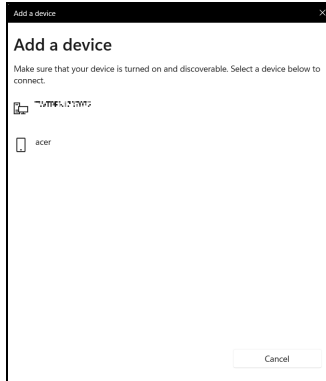 Add a device
Add a device
Make sure that your device is turned on and discoverable. Select a device below to
connect.
acer
Cancel